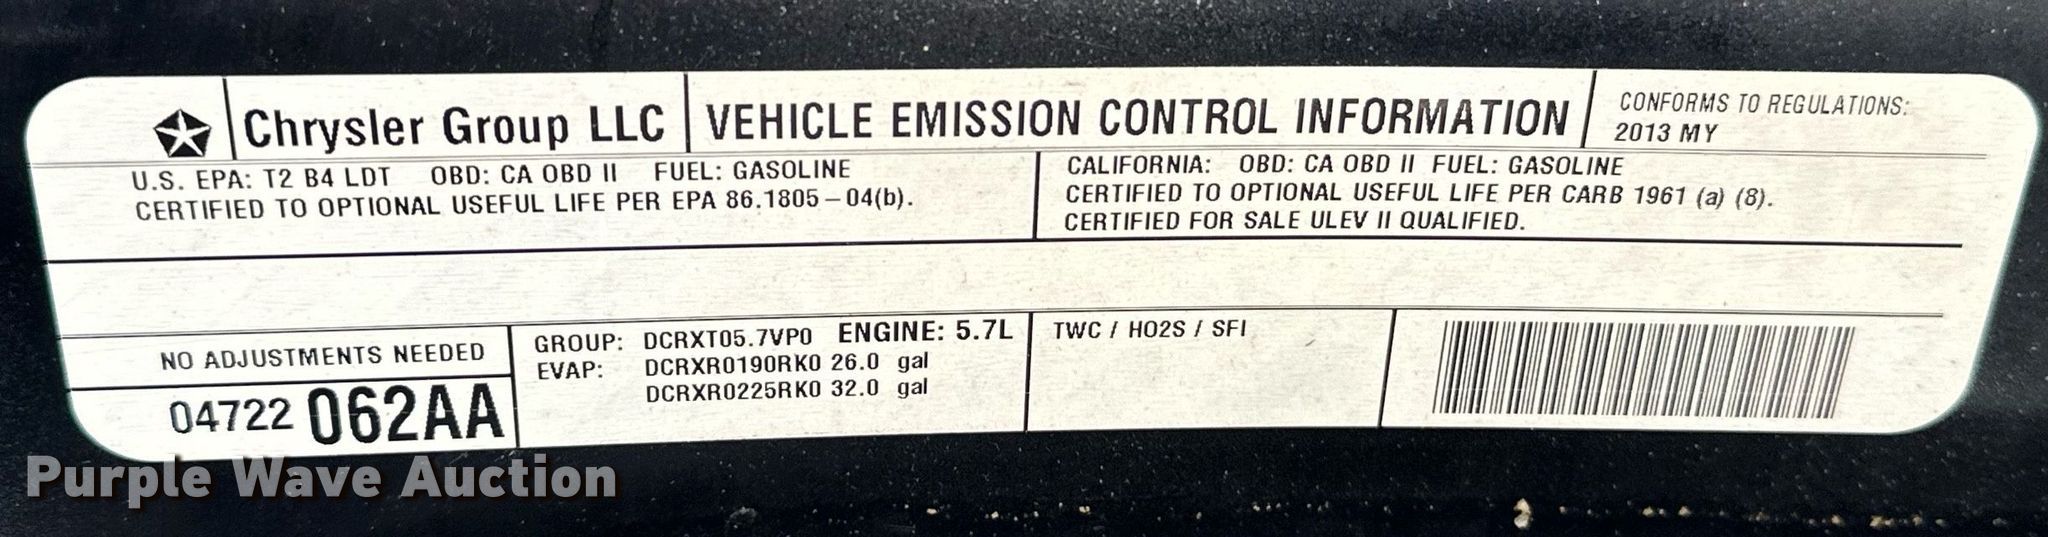 Chrysler Group LLC
VEHICLE EMISSION CONTROL INFORMATION
CONFORMS TO REGULATIONS:
2013 MY
U.S. EPA: T2 B4 LDT OBD: CA OBD II FUEL: GASOLINE
CERTIFIED TO OPTIONAL USEFUL LIFE PER EPA 86.1805-04(b).
CALIFORNIA: OBD: CA OBD II FUEL: GASOLINE
CERTIFIED TO OPTIONAL USEFUL LIFE PER CARB 1961 (a) (8).
CERTIFIED FOR SALE ULEV II QUALIFIED.
NO ADJUSTMENTS NEEDED
04722 062AA
GROUP: DCRXT05.7VP0 ENGINE: 5.7L
EVAP: DCRXR0190RK0 26.0 gal
DCRXR0225RK0 32.0 gal
TWC / HO2S / SFI
Purple Wave Auction